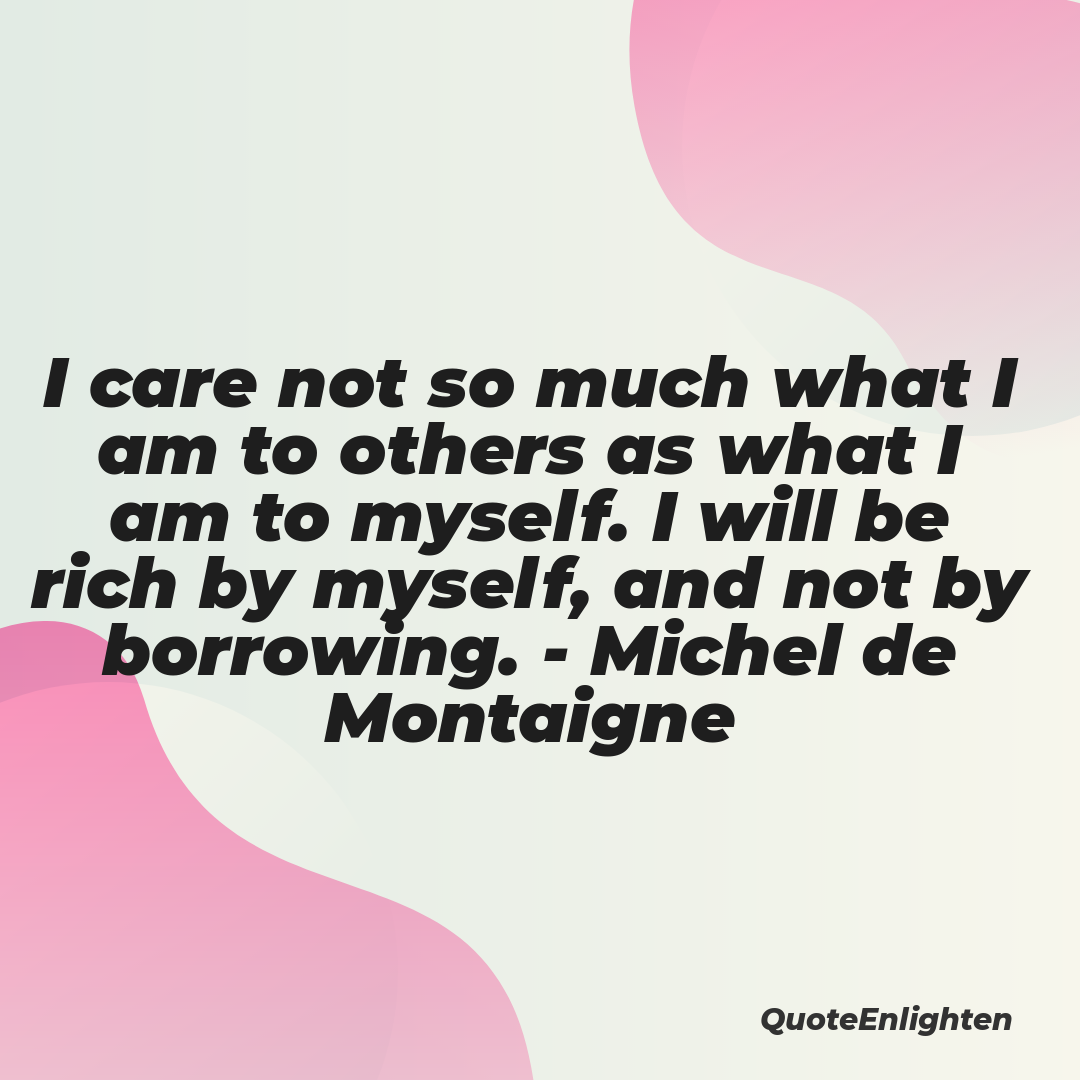 I care not so much what I
am to others as what I
am to myself. I will be
rich by myself, and not by
borrowing. - Michel de
Montaigne
QuoteEnlighten